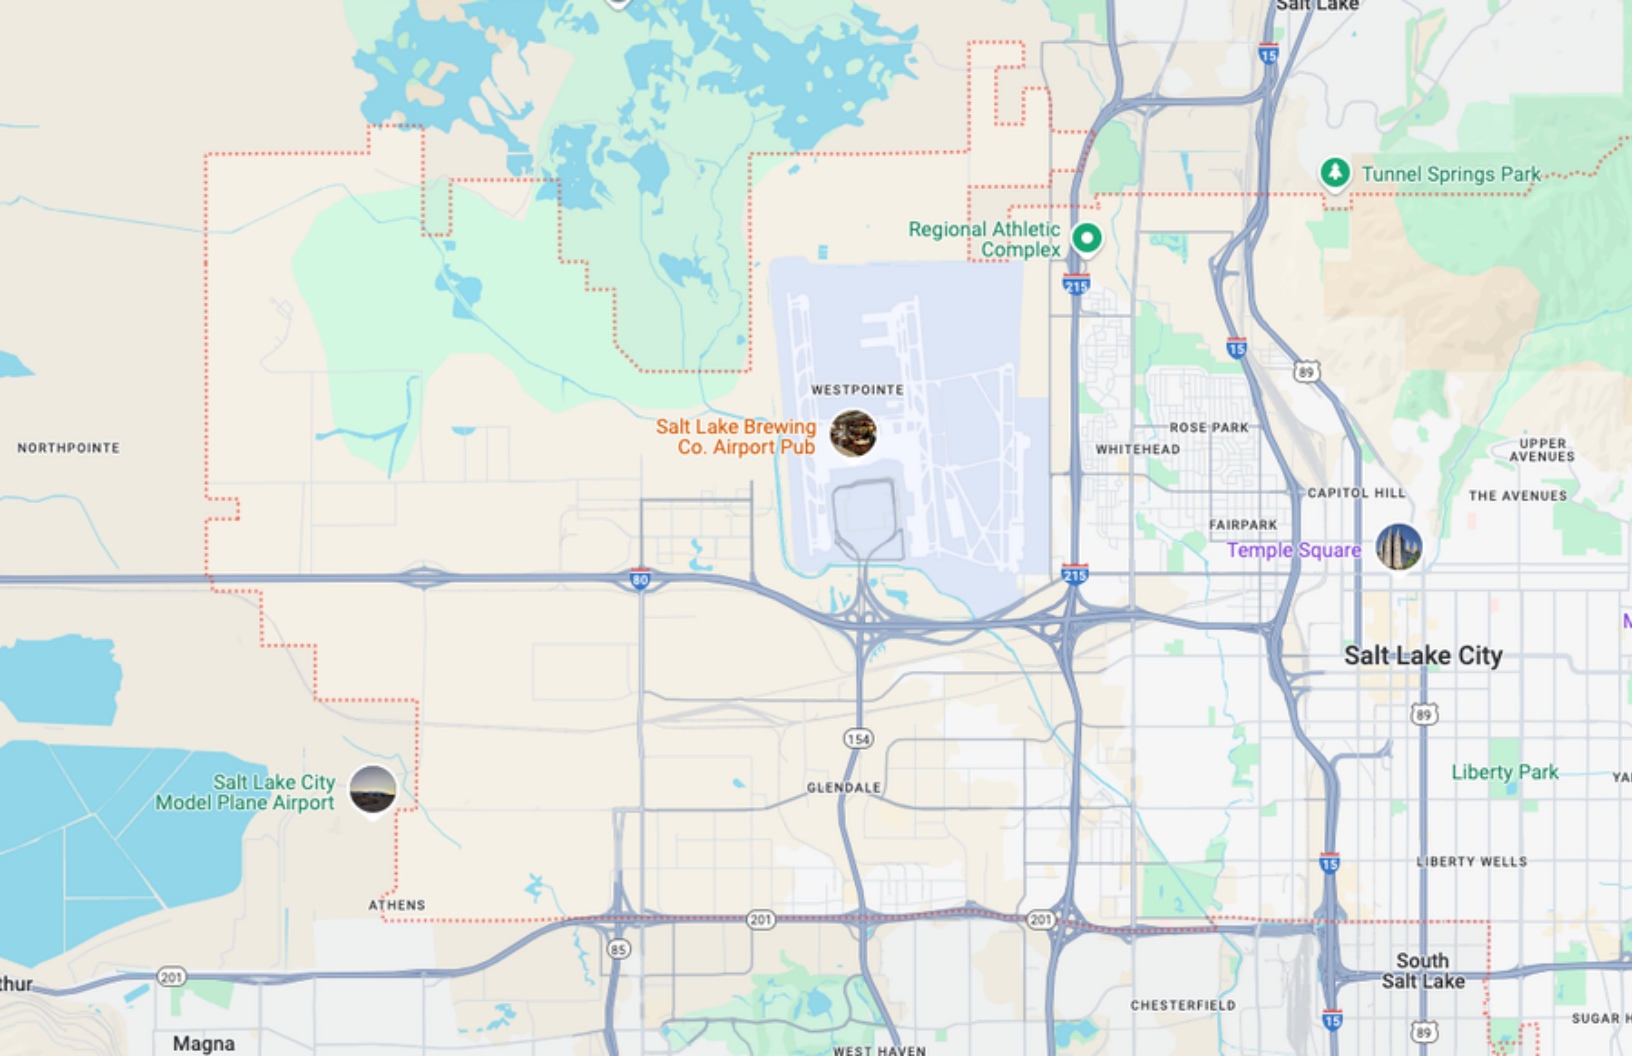 Salt Lake
15
Tunnel Springs Park
Regional Athletic
Complex
215
15
89
WESTPOINTE
Salt Lake Brewing
Co. Airport Pub
ROSE PARK
WHITEHEAD
NORTHPOINTE
UPPER
AVENUES
CAPITOL HILL
THE AVENUES
FAIRPARK
Temple Square
80
215
M
Salt Lake City
89
154
Salt Lake City
Model Plane Airport
GLENDALE
Liberty Park
YA
15
LIBERTY WELLS
ATHENS
201
201
85
201
thur
South
Salt Lake
CHESTERFIELD
15
89
SUGAR H
Magna
WEST HAVEN